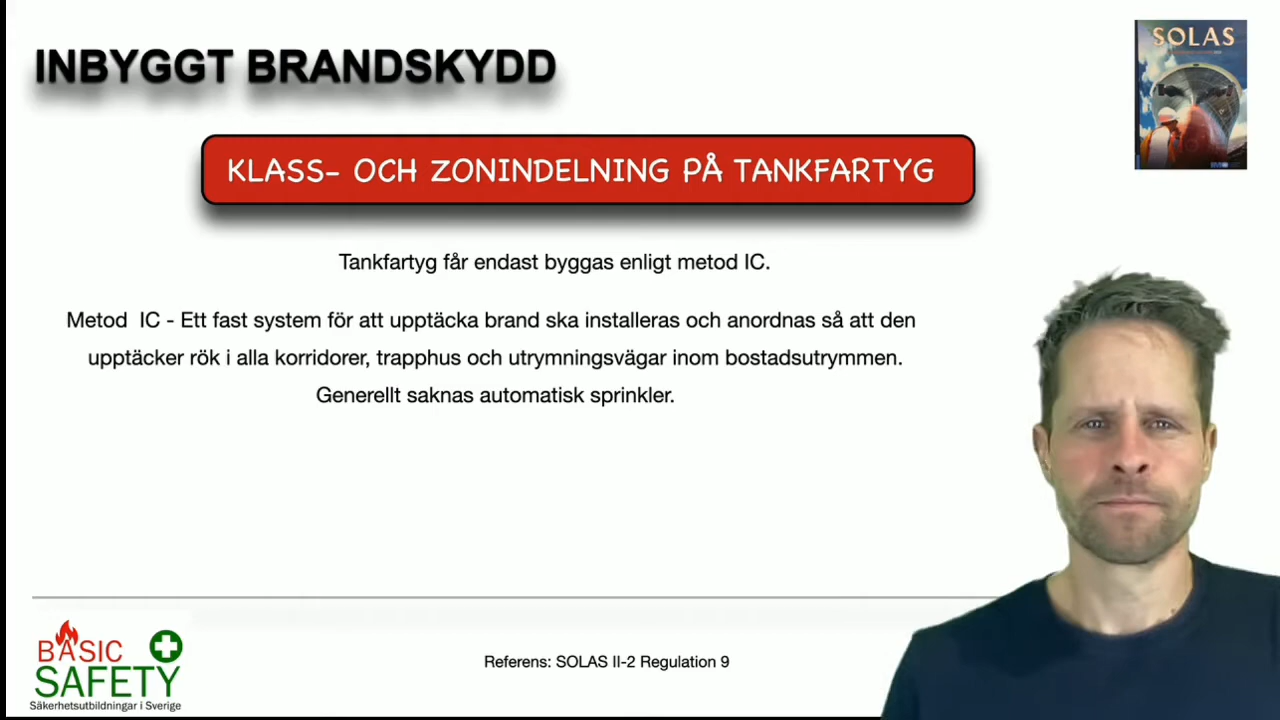 INBYGGT BRANDSKYDD
SOLAS
KLASS- OCH ZONINDELNING PÅ TANKFARTYG
Tankfartyg får endast byggas enligt metod IC.
Metod IC - Ett fast system för att upptäcka brand ska installeras och anordnas så att den
upptäcker rök i alla korridorer, trapphus och utrymningsvägar inom bostadsutrymmen.
Generellt saknas automatisk sprinkler.
BASIC
SAFETY
Säkerhetsutbildningar i Sverige
Referens: SOLAS II-2 Regulation 9